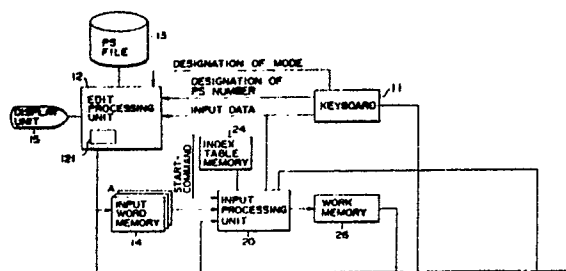 PS
FILE
13
12
DESIGNATION OF MODE
DESIGNATION OF
PS NUMBER
11
EDIT
PROCESSING
UNIT
INPUT DATA
KEYBOARD
DISPLAY
UNIT
15
121
24
INDEX
TABLE
MEMORY
START-
COMMAND
A
INPUT
WORD
MEMORY
14
INPUT
PROCESSING
UNIT
20
WORK
MEMORY
26